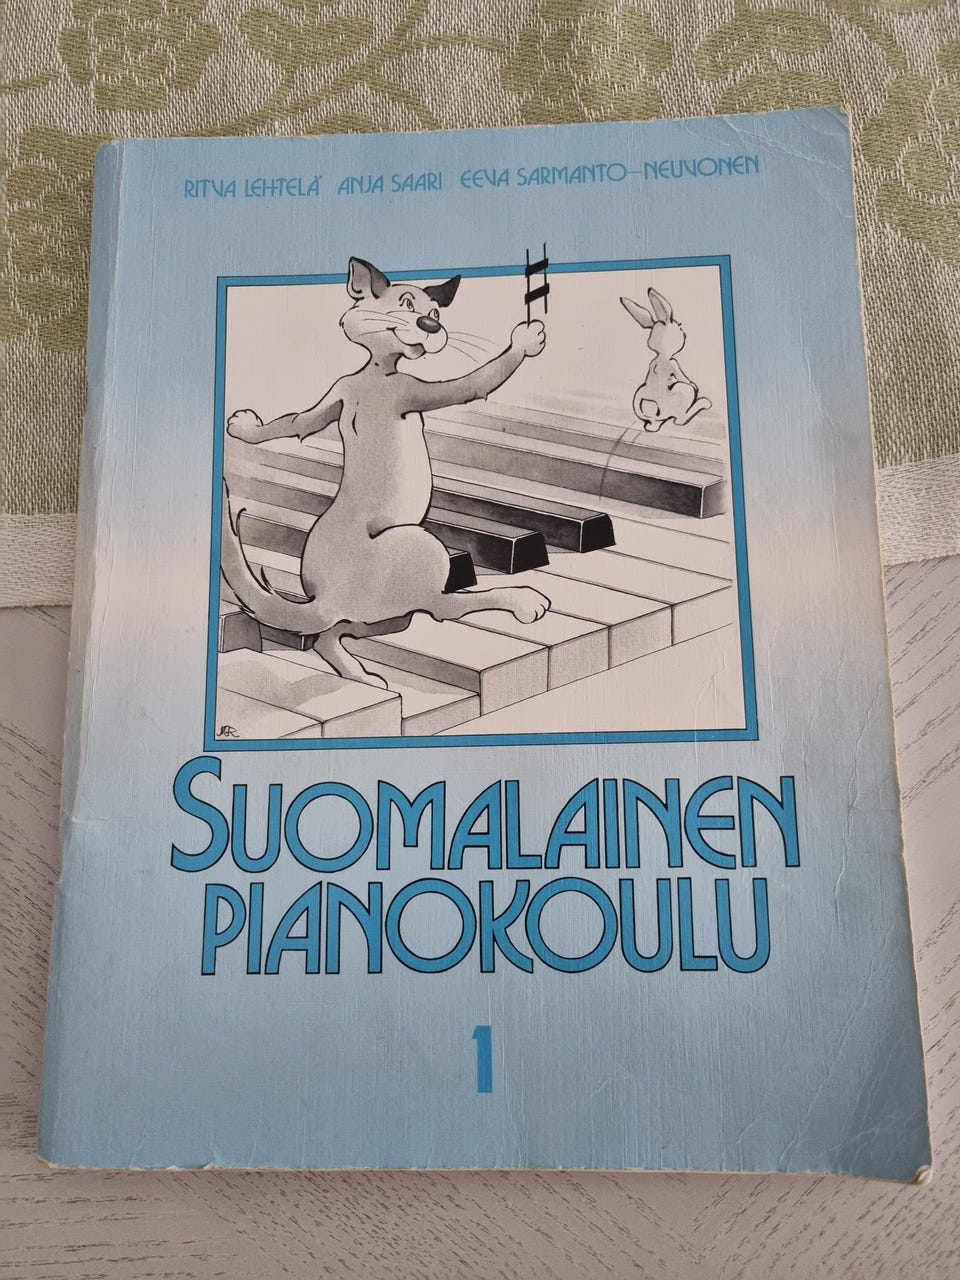 RITVA LEHTELÄ ANJA SAARI EEVA SARMANTO-NEUVONEN
SUOMALAINEN
PIANOKOULU
1